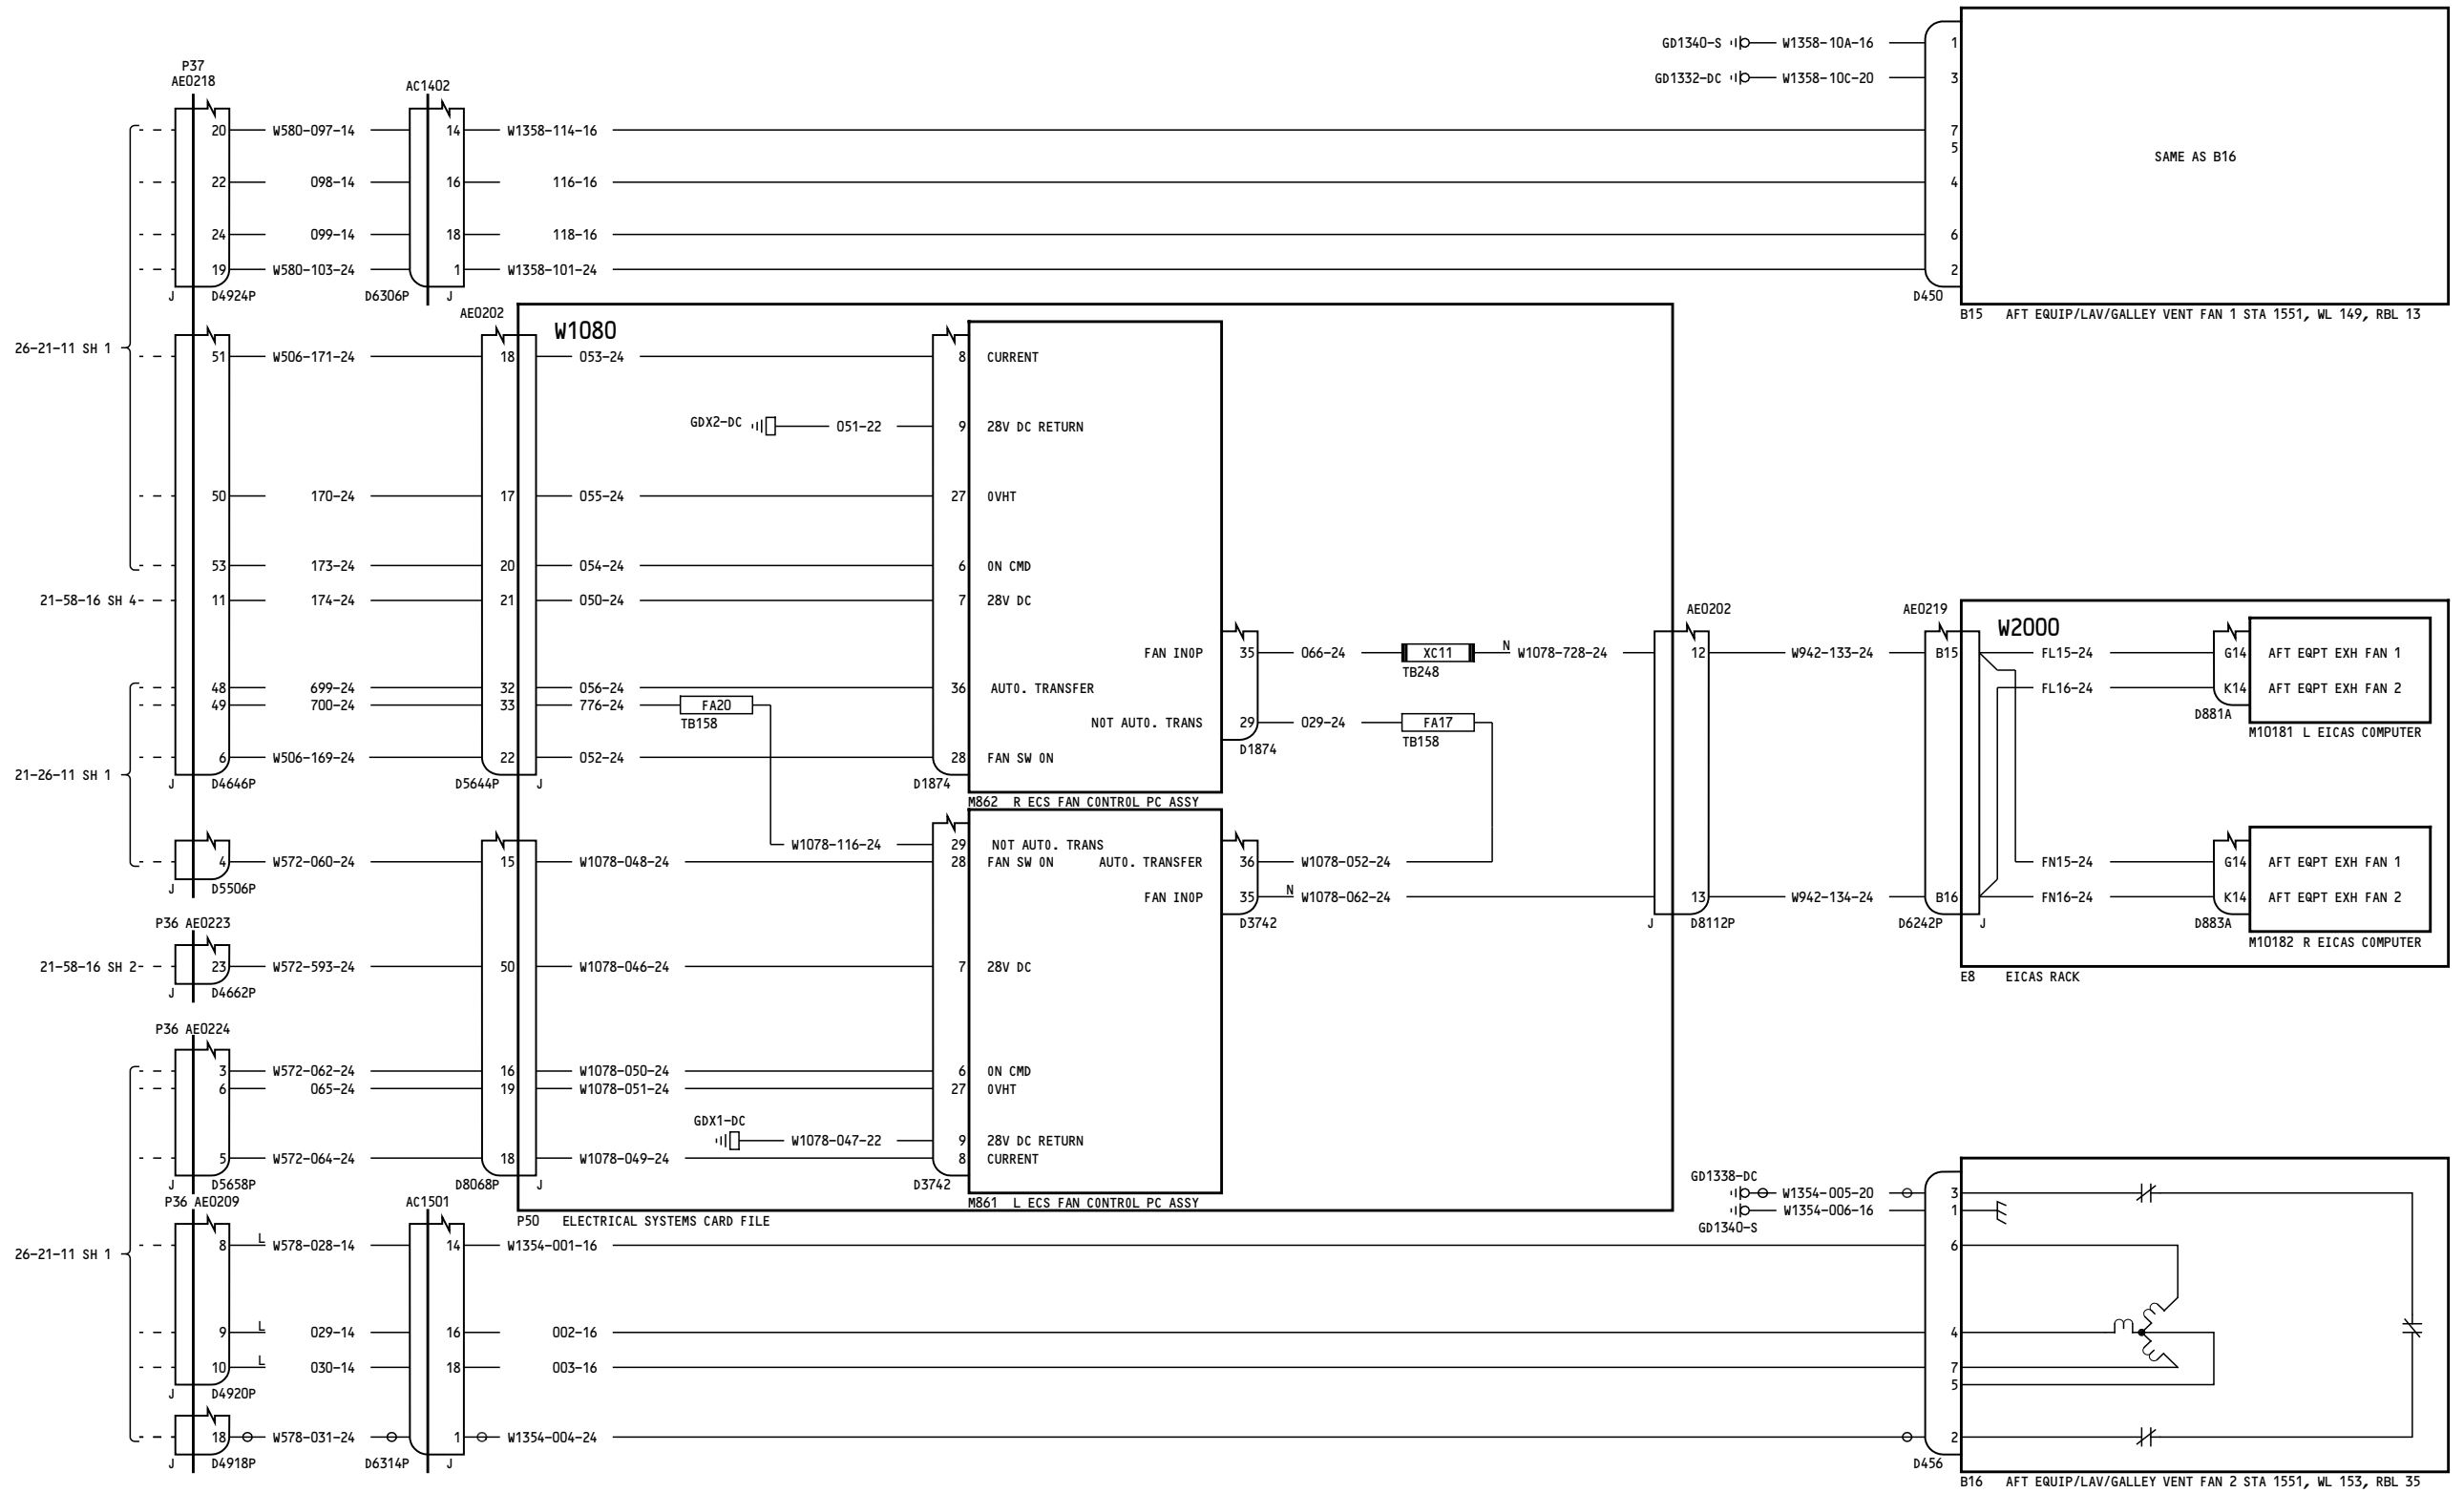 GD1340-S W1358-10A-16 1
GD1332-DC W1358-10C-20 3
P37
AE0218
AC1402
20 W580-097-14 14 W1358-114-16 7
5
SAME AS B16
22 098-14 16 116-16 4
24 099-14 18 118-16 6
19 W580-103-24 1 W1358-101-24 2
J D4924P D6306P J D450
B15 AFT EQUIP/LAV/GALLEY VENT FAN 1 STA 1551, WL 149, RBL 13
AE0202
W1080
26-21-11 SH 1
51 W506-171-24 18 053-24 8 CURRENT
GDX2-DC 051-22 9 28V DC RETURN
50 170-24 17 055-24 27 0VHT
53 173-24 20 054-24 6 0N CMD
21-58-16 SH 4 11 174-24 21 050-24 7 28V DC
AE0202 AE0219
W2000
FAN IN0P 35 066-24 XC11 N W1078-728-24 12 W942-133-24 B15 FL15-24 G14 AFT EQPT EXH FAN 1
TB248
48 699-24 32 056-24 36 AUT0. TRANSFER FL16-24 K14 AFT EQPT EXH FAN 2
49 700-24 33 776-24 FA20
TB158
D881A
N0T AUT0. TRANS 29 029-24 FA17
TB158
M10181 L EICAS COMPUTER
D1874
6 W506-169-24 22 052-24 28 FAN SW 0N
21-26-11 SH 1
J D4646P D5644P J D1874
M862 R ECS FAN CONTROL PC ASSY
W1078-116-24 29 N0T AUT0. TRANS
4 W572-060-24 15 W1078-048-24 28 FAN SW 0N AUT0. TRANSFER 36 W1078-052-24 FN15-24 G14 AFT EQPT EXH FAN 1
J D5506P
FAN IN0P 35 N W1078-062-24 13 W942-134-24 B16 FN16-24 K14 AFT EQPT EXH FAN 2
D3742 J D8112P D6242P J D883A
M10182 R EICAS COMPUTER
P36 AE0223
21-58-16 SH 2 23 W572-593-24 50 W1078-046-24 7 28V DC
E8 EICAS RACK
J D4662P
P36 AE0224
3 W572-062-24 16 W1078-050-24 6 0N CMD
6 065-24 19 W1078-051-24 27 0VHT
GDX1-DC
W1078-047-22 9 28V DC RETURN
5 W572-064-24 18 W1078-049-24 8 CURRENT
J D5658P D8068P J D3742
M861 L ECS FAN CONTROL PC ASSY
P50 ELECTRICAL SYSTEMS CARD FILE
GD1338-DC
W1354-005-20 3
W1354-006-16 1
GD1340-S
P36 AE0209 AC1501
26-21-11 SH 1
8 L W578-028-14 14 W1354-001-16 6
9 L 029-14 16 002-16 4
10 L 030-14 18 003-16 7
5
J D4920P
18 W578-031-24 1 W1354-004-24 2
J D4918P D6314P J D456
B16 AFT EQUIP/LAV/GALLEY VENT FAN 2 STA 1551, WL 153, RBL 35